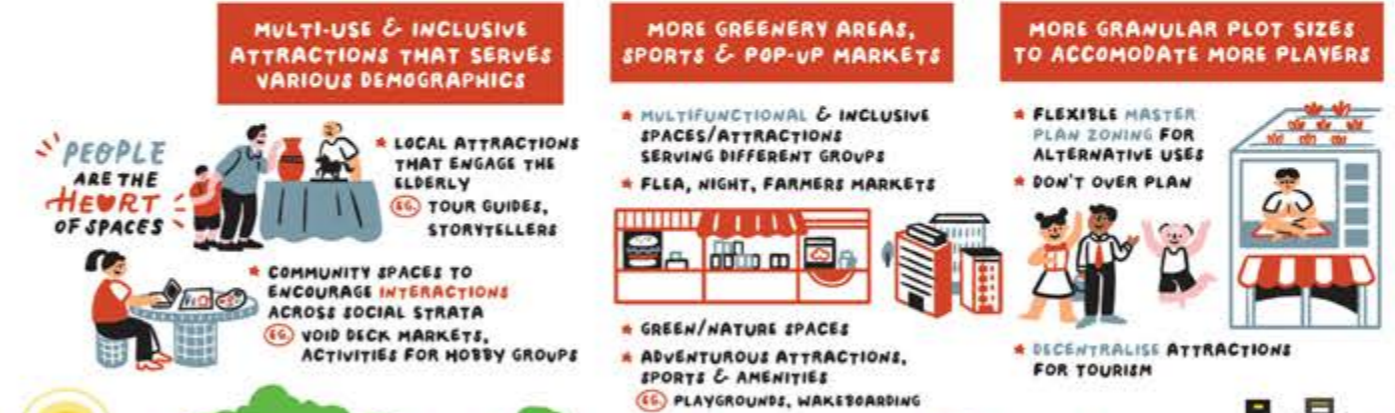 MULTI-USE & INCLUSIVE
ATTRACTIONS THAT SERVES
VARIOUS DEMOGRAPHICS
PEOPLE
ARE THE
HEART
OF SPACES
* LOCAL ATTRACTIONS
THAT ENGAGE THE
ELDERLY
EG. TOUR GUIDES,
STORYTELLERS
* COMMUNITY SPACES TO
ENCOURAGE INTERACTIONS
ACROSS SOCIAL STRATA
EG. VOID DECK MARKETS,
ACTIVITIES FOR HOBBY GROUPS
MORE GREENERY AREAS,
SPORTS & POP-UP MARKETS
* MULTIFUNCTIONAL & INCLUSIVE
SPACES/ATTRACTIONS
SERVING DIFFERENT GROUPS
* FLEA, NIGHT, FARMERS MARKETS
* GREEN/NATURE SPACES
* ADVENTUROUS ATTRACTIONS,
SPORTS & AMENITIES
EG. PLAYGROUNDS, WAKEBOARDING
MORE GRANULAR PLOT SIZES
TO ACCOMODATE MORE PLAYERS
* FLEXIBLE MASTER
PLAN ZONING FOR
ALTERNATIVE USES
* DON'T OVER PLAN
* DECENTRALISE ATTRACTIONS
FOR TOURISM